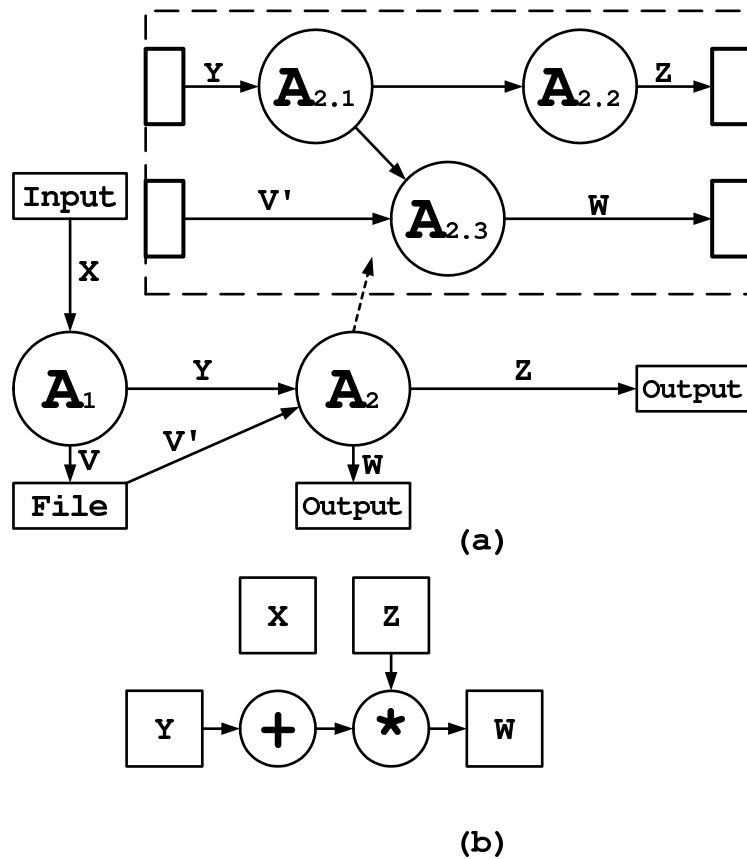 Y A2.1 A2.2 Z
Input V' A2.3 W
X
A1 Y A2 Z Output
V V' W
File Output
(a)
X Z
Y + * W
(b)